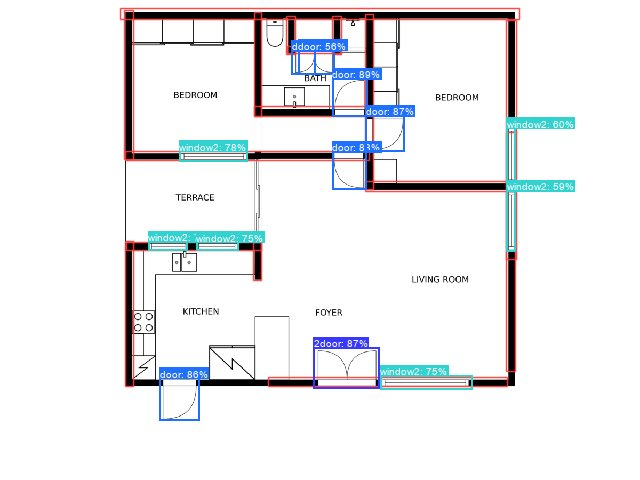 ddoor: 56%
door: 89%
BATH
BEDROOM
BEDROOM
door: 87%
window2: 60%
window2: 78%
door: 83%
window2: 59%
TERRACE
window2:
window2: 75%
LIVING ROOM
KITCHEN
FOYER
2door: 87%
window2: 75%
door: 86%